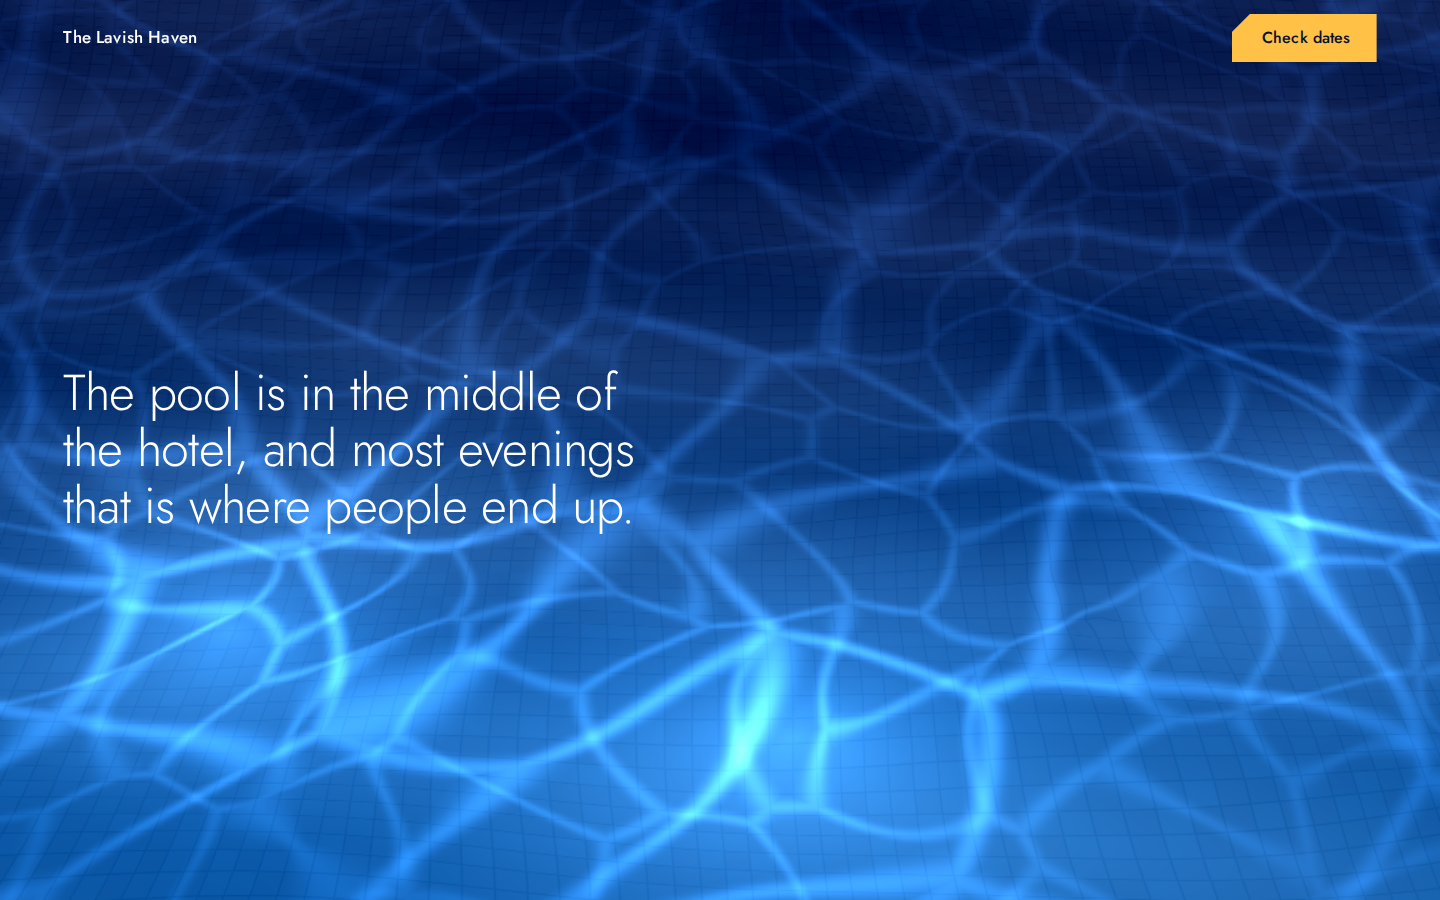 The Lavish Haven
Check dates
The pool is in the middle of
the hotel, and most evenings
that is where people end up.